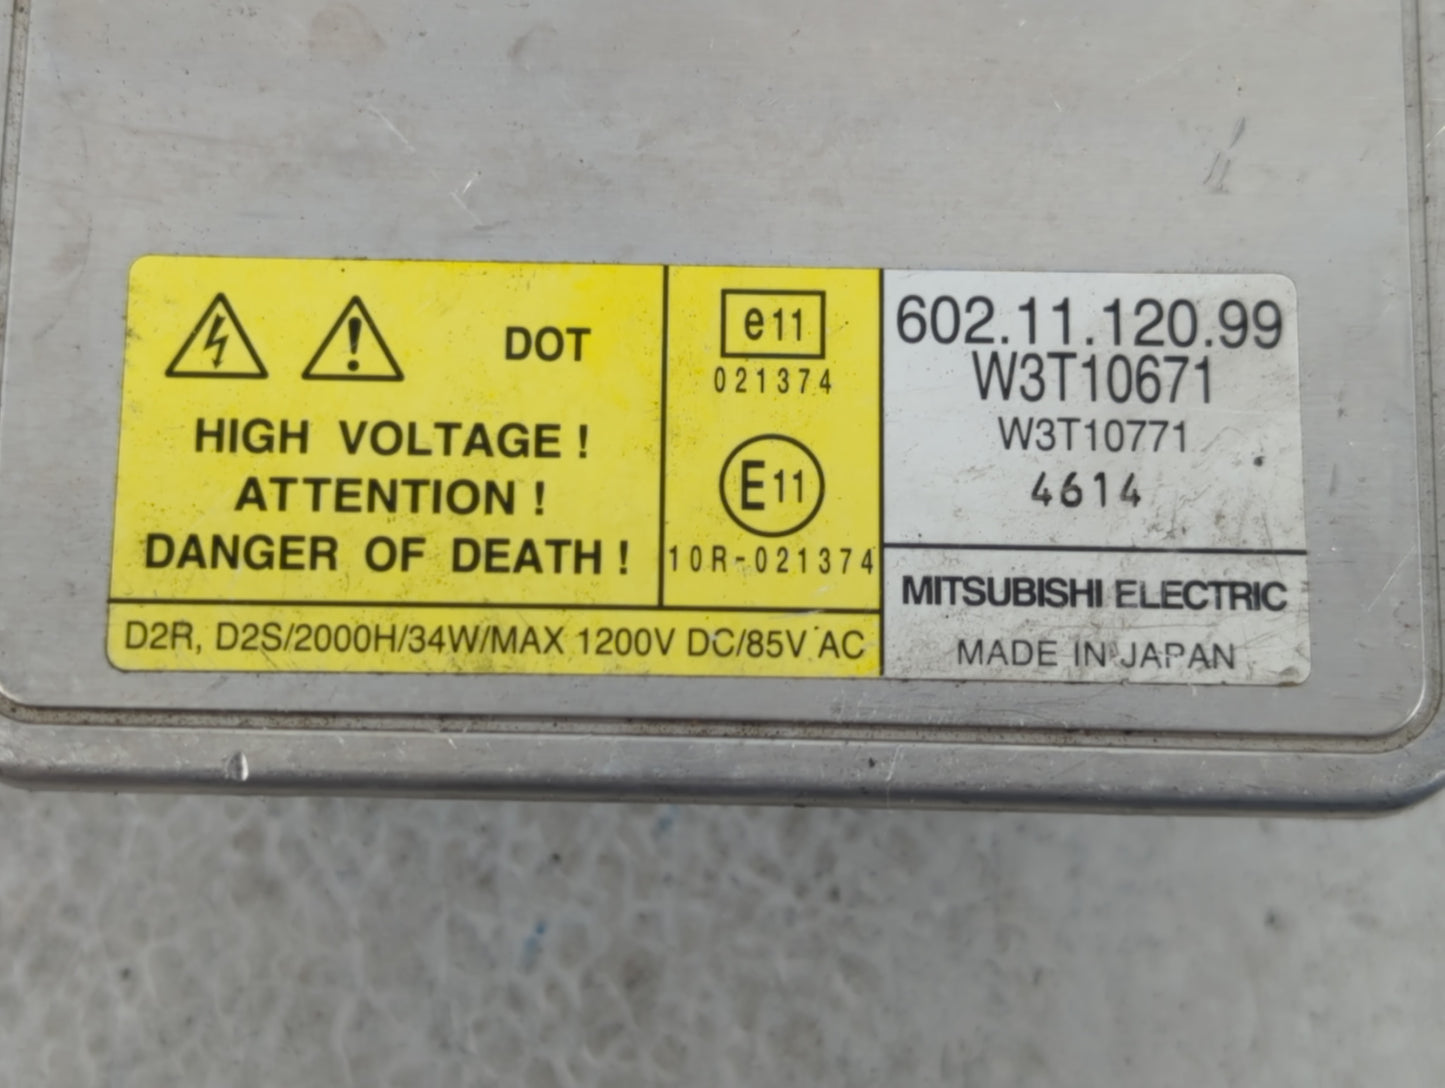 DOT
HIGH VOLTAGE !
ATTENTION !
DANGER OF DEATH !
D2R, D2S/2000H/34W/MAX 1200V DC/85V AC
e11
021374
E11
10R-021374
602.11.120.99
W3T10671
W3T10771
4614
MITSUBISHI ELECTRIC
MADE IN JAPAN